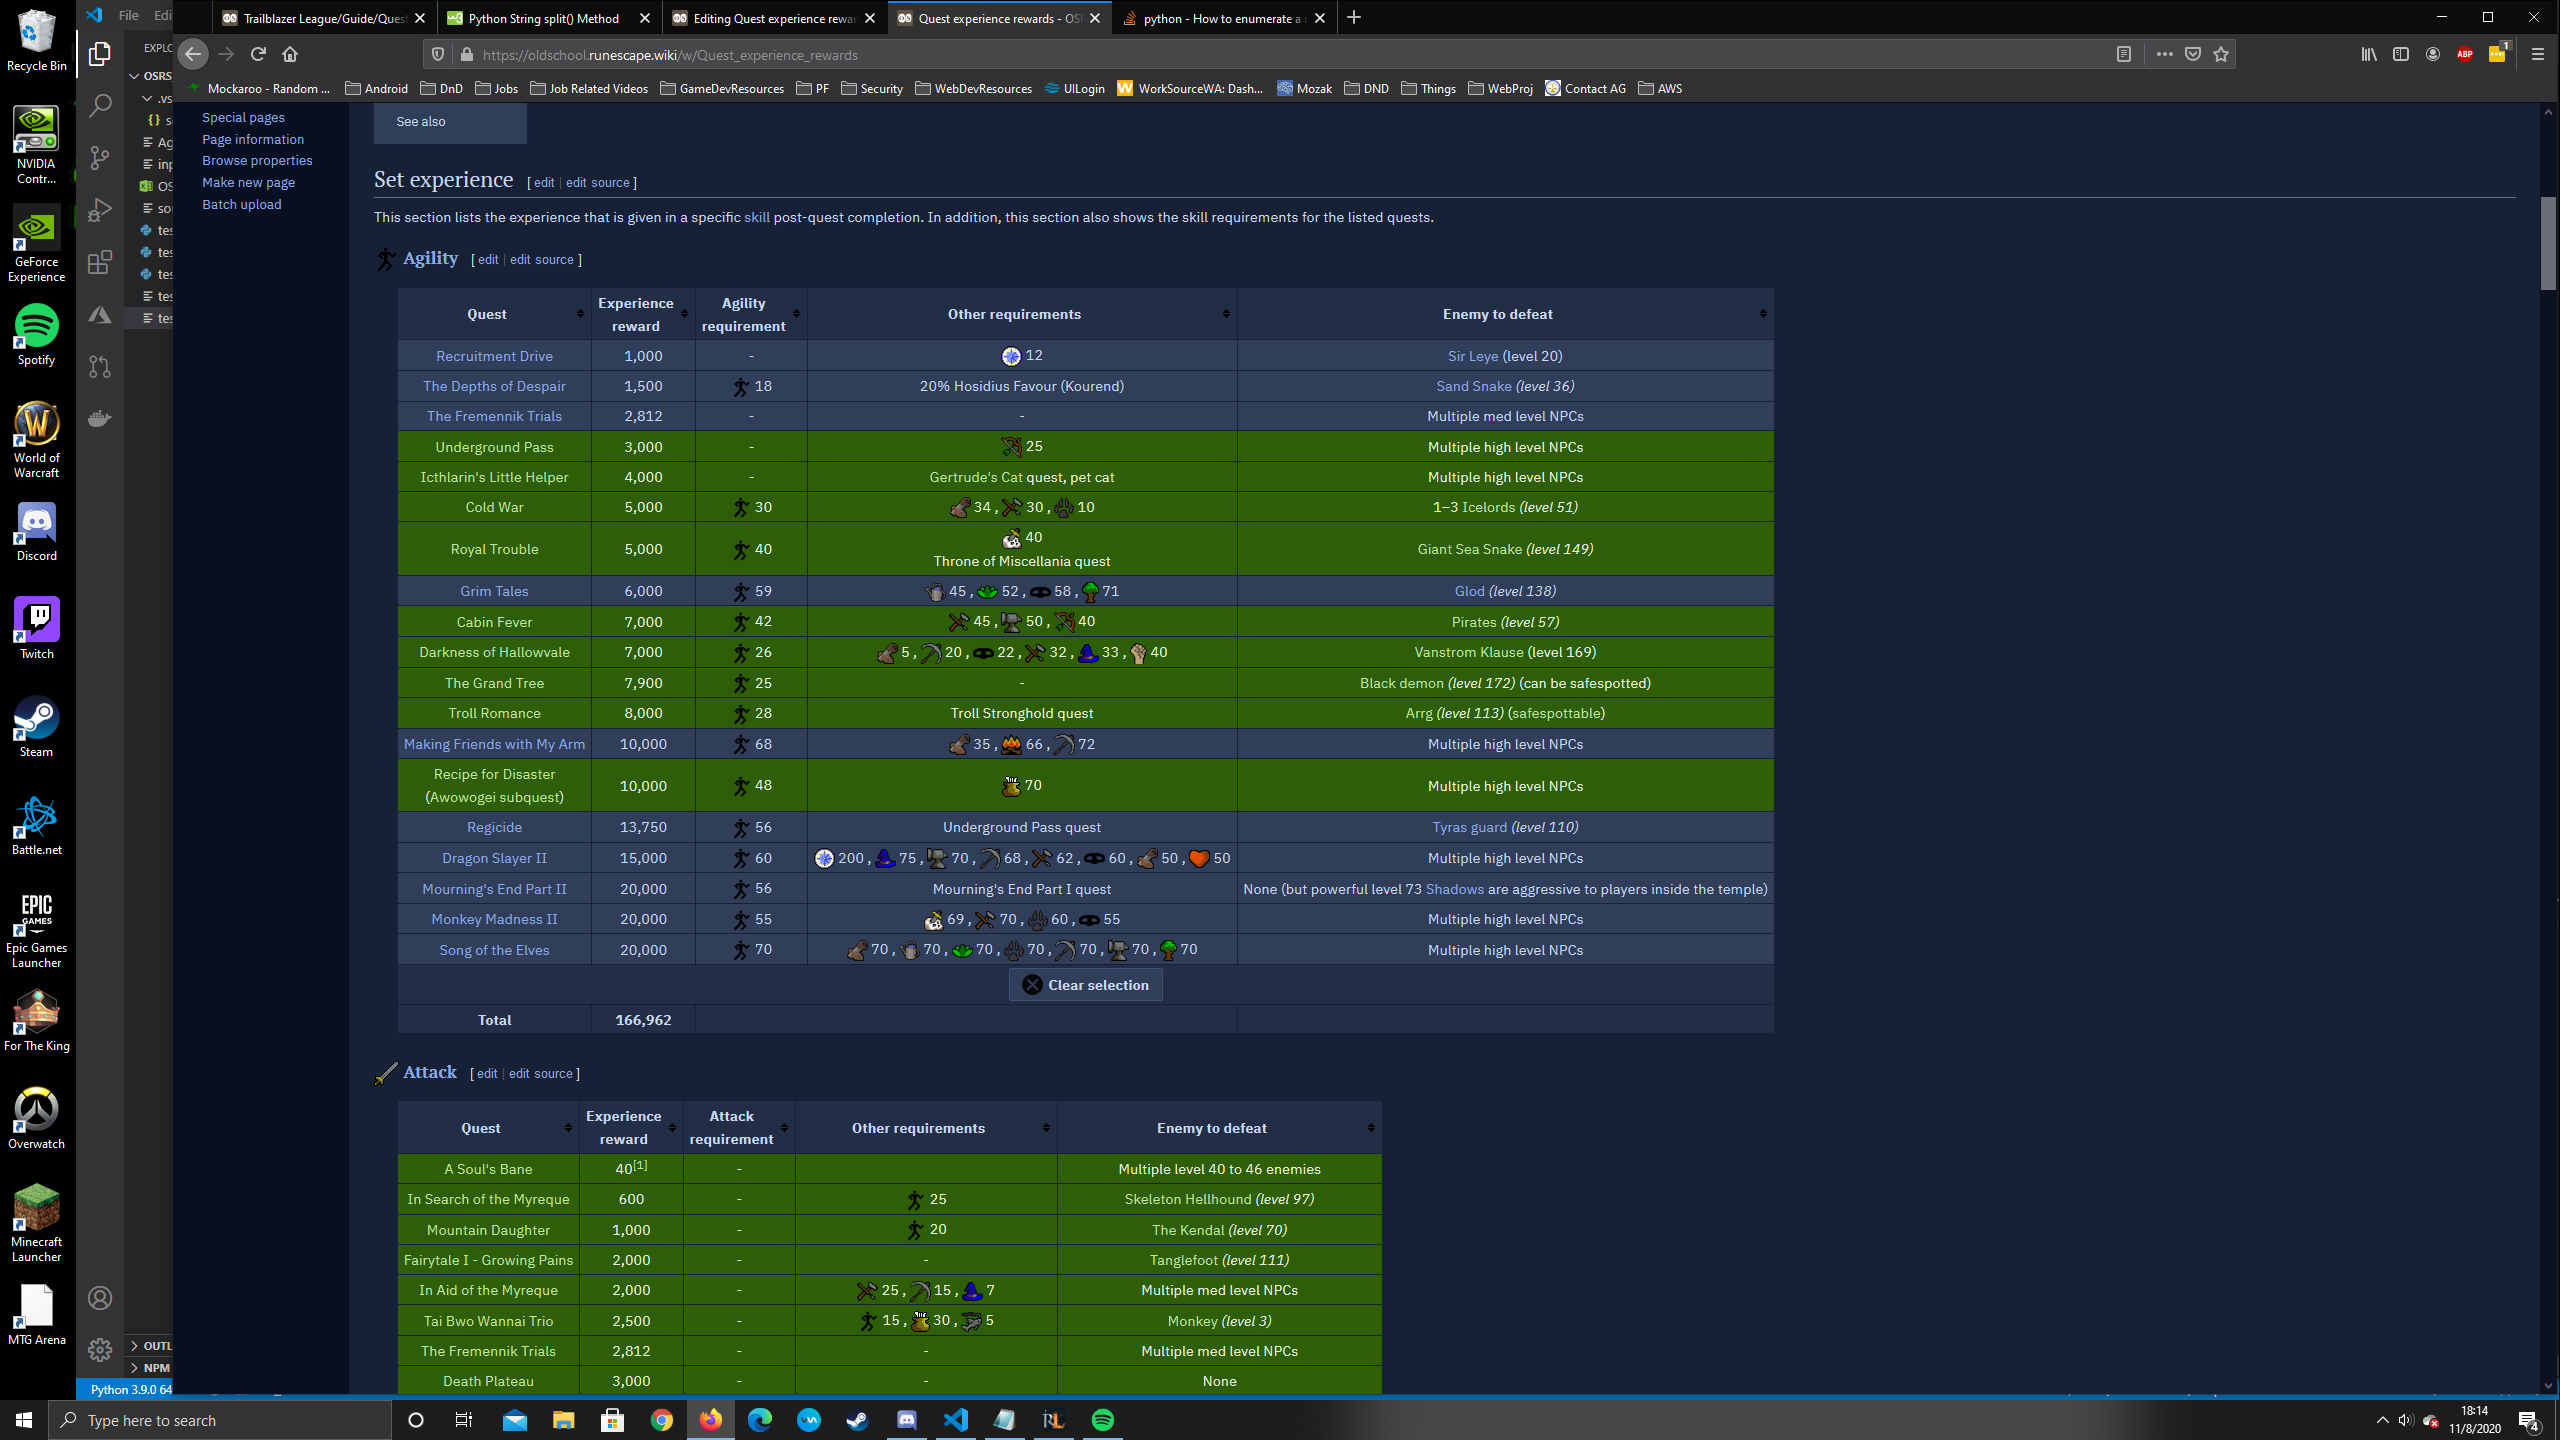 Recycle Bin
NVIDIA
Contr...
GeForce
Experience
Spotify
World of
Warcraft
Discord
Twitch
Steam
Battle.net
EPIC
GAMES
Epic Games
Launcher
For The King
Overwatch
Minecraft
Launcher
MTG Arena
File Edi
EXPLO
OSRS_
.vs
{} s
Ag
inp
OS
so
tes
tes
tes
tes
tes
OUTL
NPM
Python 3.9.0 64
Trailblazer League/Guide/Quest
Python String split() Method
Editing Quest experience rewar
Quest experience rewards - OS
python - How to enumerate a r
https://oldschool.runescape.wiki/w/Quest_experience_rewards
ABP
1
Mockaroo - Random ... Android DnD Jobs Job Related Videos GameDevResources PF Security WebDevResources UILogin WorkSourceWA: Dash... Mozak DND Things WebProj Contact AG AWS
Special pages
Page information
Browse properties
Make new page
Batch upload
See also
Set experience [ edit | edit source ]
This section lists the experience that is given in a specific skill post-quest completion. In addition, this section also shows the skill requirements for the listed quests.
Agility [ edit | edit source ]
Quest Experience reward Agility requirement Other requirements Enemy to defeat
Recruitment Drive 1,000 - 12 Sir Leye (level 20)
The Depths of Despair 1,500 18 20% Hosidius Favour (Kourend) Sand Snake (level 36)
The Fremennik Trials 2,812 - - Multiple med level NPCs
Underground Pass 3,000 - 25 Multiple high level NPCs
Icthlarin's Little Helper 4,000 - Gertrude's Cat quest, pet cat Multiple high level NPCs
Cold War 5,000 30 34 , 30 , 10 1–3 Icelords (level 51)
Royal Trouble 5,000 40 40 Throne of Miscellania quest Giant Sea Snake (level 149)
Grim Tales 6,000 59 45 , 52 , 58 , 71 Glod (level 138)
Cabin Fever 7,000 42 45 , 50 , 40 Pirates (level 57)
Darkness of Hallowvale 7,000 26 5 , 20 , 22 , 32 , 33 , 40 Vanstrom Klause (level 169)
The Grand Tree 7,900 25 - Black demon (level 172) (can be safespotted)
Troll Romance 8,000 28 Troll Stronghold quest Arrg (level 113) (safespottable)
Making Friends with My Arm 10,000 68 35 , 66 , 72 Multiple high level NPCs
Recipe for Disaster (Awowogei subquest) 10,000 48 70 Multiple high level NPCs
Regicide 13,750 56 Underground Pass quest Tyras guard (level 110)
Dragon Slayer II 15,000 60 200 , 75 , 70 , 68 , 62 , 60 , 50 , 50 Multiple high level NPCs
Mourning's End Part II 20,000 56 Mourning's End Part I quest None (but powerful level 73 Shadows are aggressive to players inside the temple)
Monkey Madness II 20,000 55 69 , 70 , 60 , 55 Multiple high level NPCs
Song of the Elves 20,000 70 70 , 70 , 70 , 70 , 70 , 70 , 70 Multiple high level NPCs
Clear selection
Total 166,962
Attack [ edit | edit source ]
Quest Experience reward Attack requirement Other requirements Enemy to defeat
A Soul's Bane 40[1] - Multiple level 40 to 46 enemies
In Search of the Myreque 600 - 25 Skeleton Hellhound (level 97)
Mountain Daughter 1,000 - 20 The Kendal (level 70)
Fairytale I - Growing Pains 2,000 - - Tanglefoot (level 111)
In Aid of the Myreque 2,000 - 25 , 15 , 7 Multiple med level NPCs
Tai Bwo Wannai Trio 2,500 - 15 , 30 , 5 Monkey (level 3)
The Fremennik Trials 2,812 - - Multiple med level NPCs
Death Plateau 3,000 - - None
Type here to search
18:14
11/8/2020
4